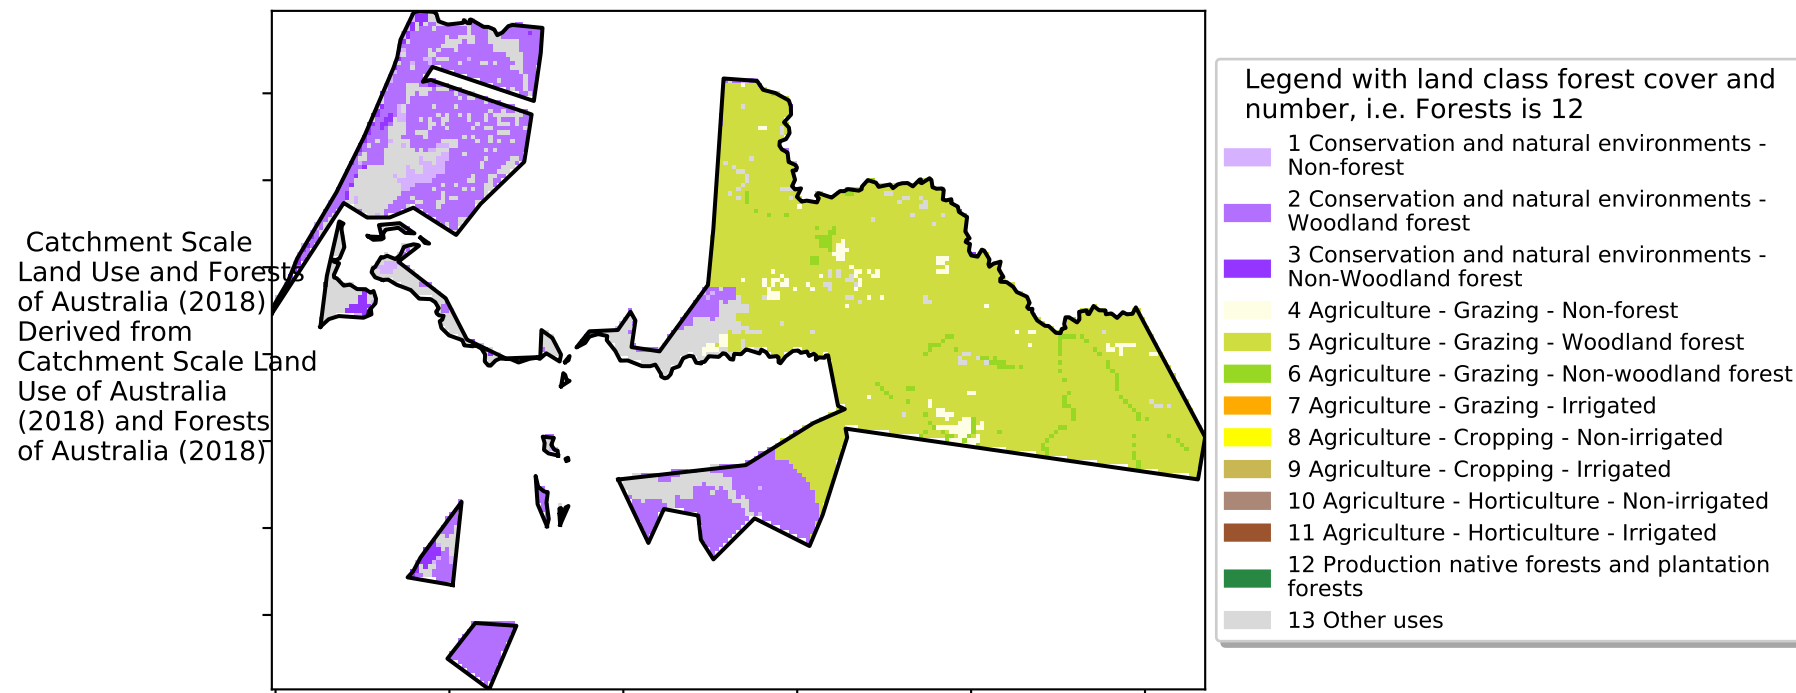 Catchment Scale
Land Use and Forests
of Australia (2018)
Derived from
Catchment Scale Land
Use of Australia
(2018) and Forests
of Australia (2018)
Legend with land class forest cover and
number, i.e. Forests is 12
1 Conservation and natural environments -
Non-forest
2 Conservation and natural environments -
Woodland forest
3 Conservation and natural environments -
Non-Woodland forest
4 Agriculture - Grazing - Non-forest
5 Agriculture - Grazing - Woodland forest
6 Agriculture - Grazing - Non-woodland forest
7 Agriculture - Grazing - Irrigated
8 Agriculture - Cropping - Non-irrigated
9 Agriculture - Cropping - Irrigated
10 Agriculture - Horticulture - Non-irrigated
11 Agriculture - Horticulture - Irrigated
12 Production native forests and plantation
forests
13 Other uses